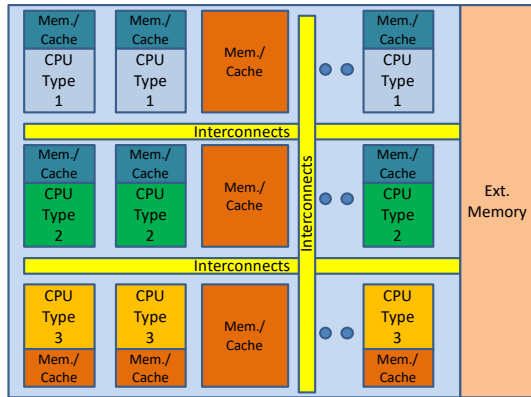 Mem./
Cache
CPU
Type
1
Mem./
Cache
CPU
Type
1
Mem./
Cache
Mem./
Cache
CPU
Type
1
Interconnects
Mem./
Cache
CPU
Type
2
Mem./
Cache
CPU
Type
2
Mem./
Cache
Interconnects
Mem./
Cache
CPU
Type
2
Ext.
Memory
Interconnects
CPU
Type
3
Mem./
Cache
CPU
Type
3
Mem./
Cache
Mem./
Cache
CPU
Type
3
Mem./
Cache